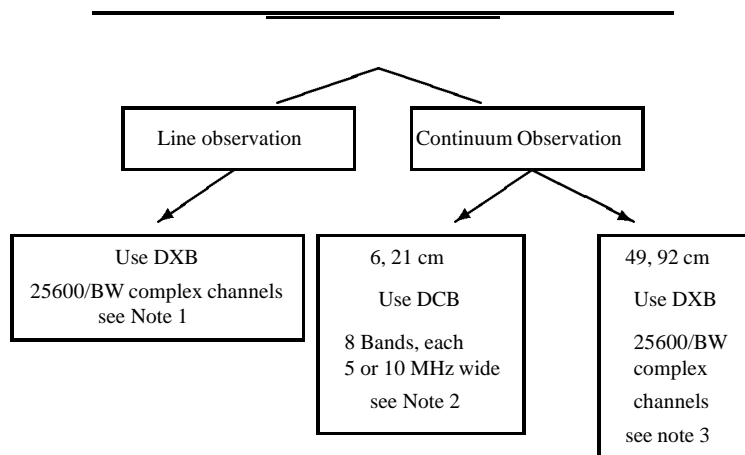 Line observation
Continuum Observation
Use DXB
25600/BW complex channels
see Note 1
6, 21 cm
Use DCB
8 Bands, each
5 or 10 MHz wide
see Note 2
49, 92 cm
Use DXB
25600/BW
complex
channels
see note 3